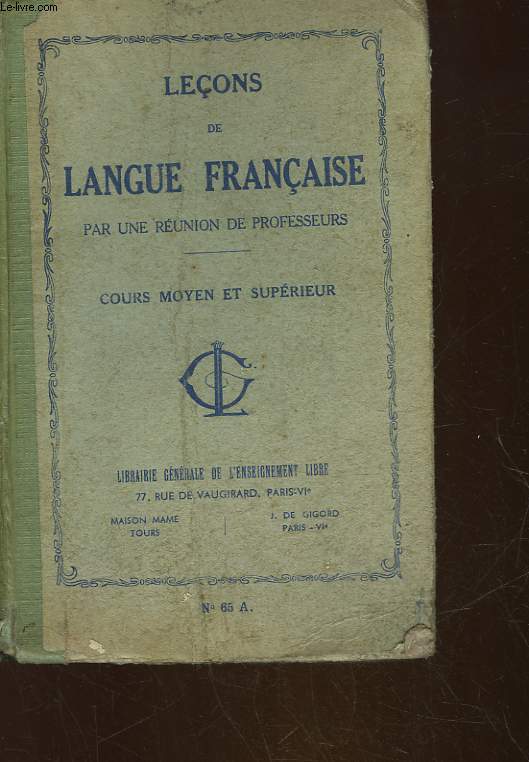 Le-livre.com
LEÇONS
DE
LANGUE FRANÇAISE
PAR UNE RÉUNION DE PROFESSEURS
COURS MOYEN ET SUPÉRIEUR
LIBRAIRIE GÉNÉRALE DE L'ENSEIGNEMENT LIBRE
77, RUE DE VAUGIRARD, PARIS-VIe
MAISON MAME
TOURS
J. DE GIGORD
PARIS - VIe
No 65 A.